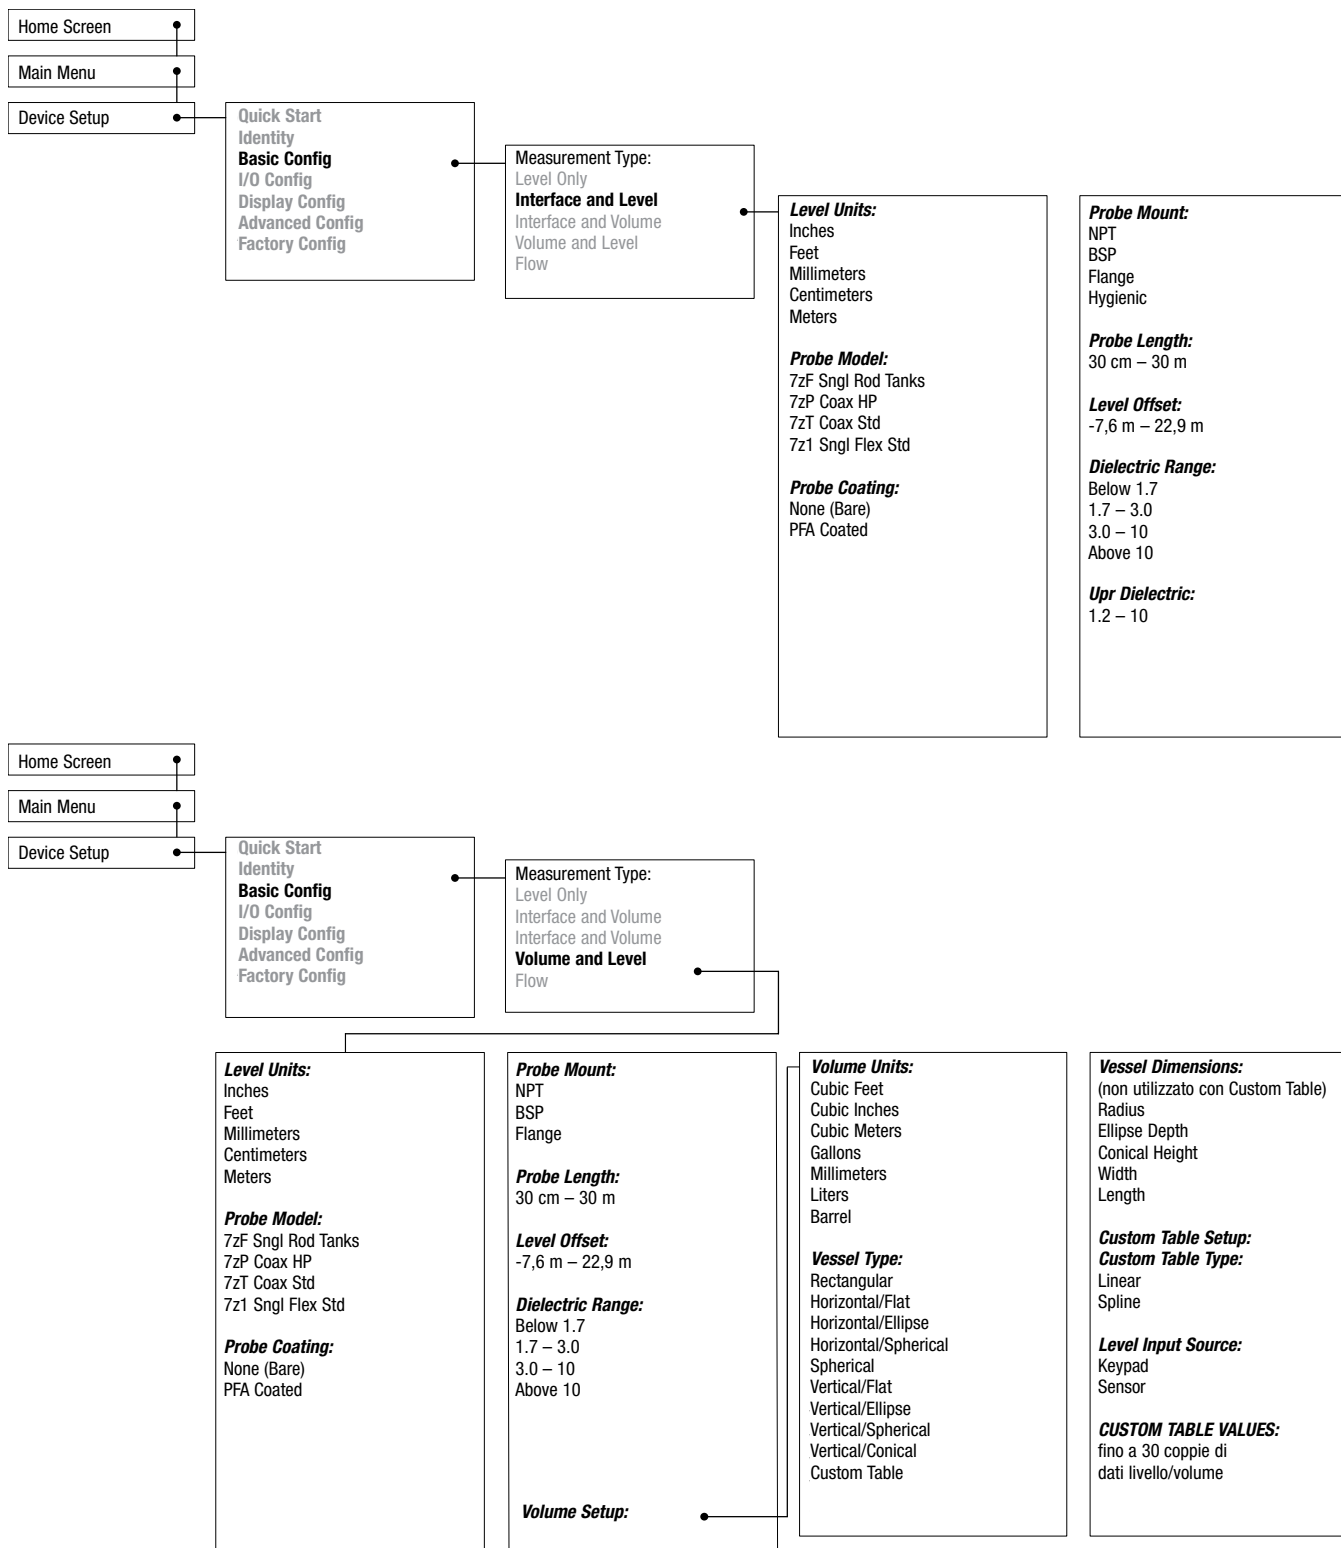 Home Screen
Main Menu
Device Setup
Quick Start
Identity
Basic Config
I/O Config
Display Config
Advanced Config
Factory Config
Measurement Type:
Level Only
Interface and Level
Interface and Volume
Volume and Level
Flow
Level Units:
Inches
Feet
Millimeters
Centimeters
Meters
Probe Model:
7zF Sngl Rod Tanks
7zP Coax HP
7zT Coax Std
7z1 Sngl Flex Std
Probe Coating:
None (Bare)
PFA Coated
Probe Mount:
NPT
BSP
Flange
Hygienic
Probe Length:
30 cm – 30 m
Level Offset:
-7,6 m – 22,9 m
Dielectric Range:
Below 1.7
1.7 – 3.0
3.0 – 10
Above 10
Upr Dielectric:
1.2 – 10
Home Screen
Main Menu
Device Setup
Quick Start
Identity
Basic Config
I/O Config
Display Config
Advanced Config
Factory Config
Measurement Type:
Level Only
Interface and Volume
Interface and Volume
Volume and Level
Flow
Level Units:
Inches
Feet
Millimeters
Centimeters
Meters
Probe Model:
7zF Sngl Rod Tanks
7zP Coax HP
7zT Coax Std
7z1 Sngl Flex Std
Probe Coating:
None (Bare)
PFA Coated
Probe Mount:
NPT
BSP
Flange
Probe Length:
30 cm – 30 m
Level Offset:
-7,6 m – 22,9 m
Dielectric Range:
Below 1.7
1.7 – 3.0
3.0 – 10
Above 10
Volume Setup:
Volume Units:
Cubic Feet
Cubic Inches
Cubic Meters
Gallons
Millimeters
Liters
Barrel
Vessel Type:
Rectangular
Horizontal/Flat
Horizontal/Ellipse
Horizontal/Spherical
Spherical
Vertical/Flat
Vertical/Ellipse
Vertical/Spherical
Vertical/Conical
Custom Table
Vessel Dimensions:
(non utilizzato con Custom Table)
Radius
Ellipse Depth
Conical Height
Width
Length
Custom Table Setup:
Custom Table Type:
Linear
Spline
Level Input Source:
Keypad
Sensor
CUSTOM TABLE VALUES:
fino a 30 coppie di
dati livello/volume